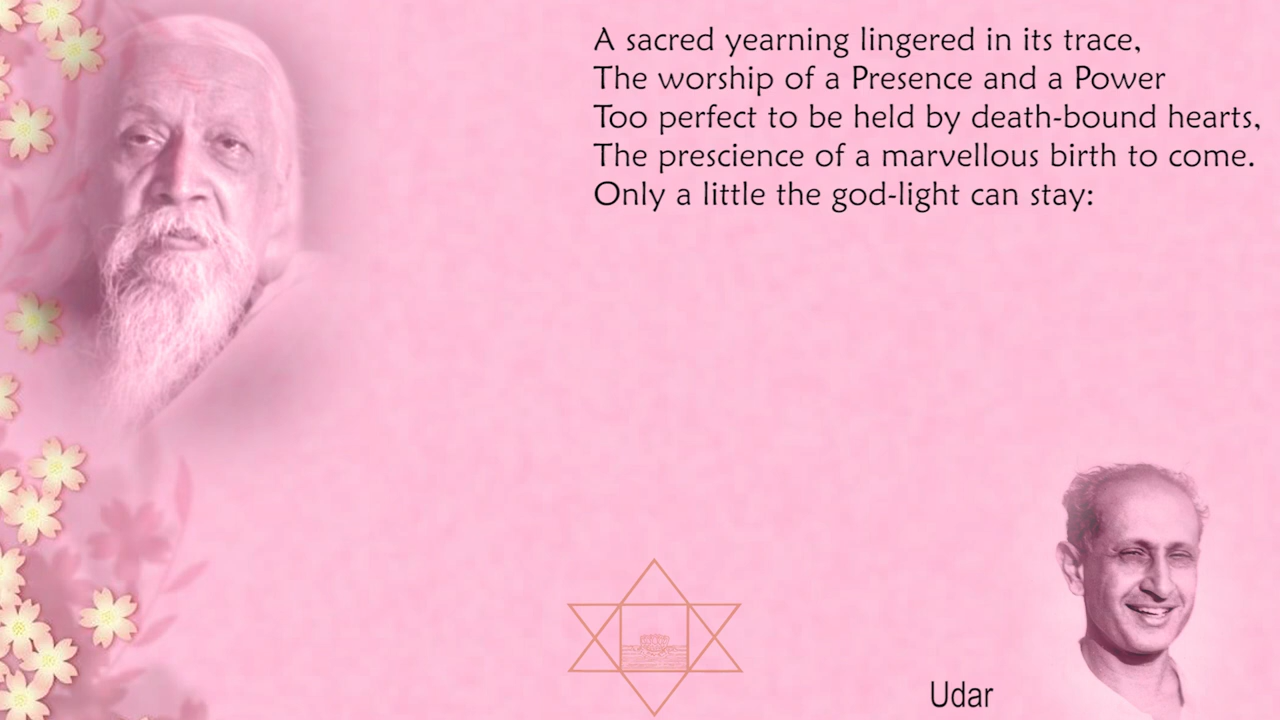 A sacred yearning lingered in its trace,
The worship of a Presence and a Power
Too perfect to be held by death-bound hearts,
The prescience of a marvellous birth to come.
Only a little the god-light can stay:
Udar